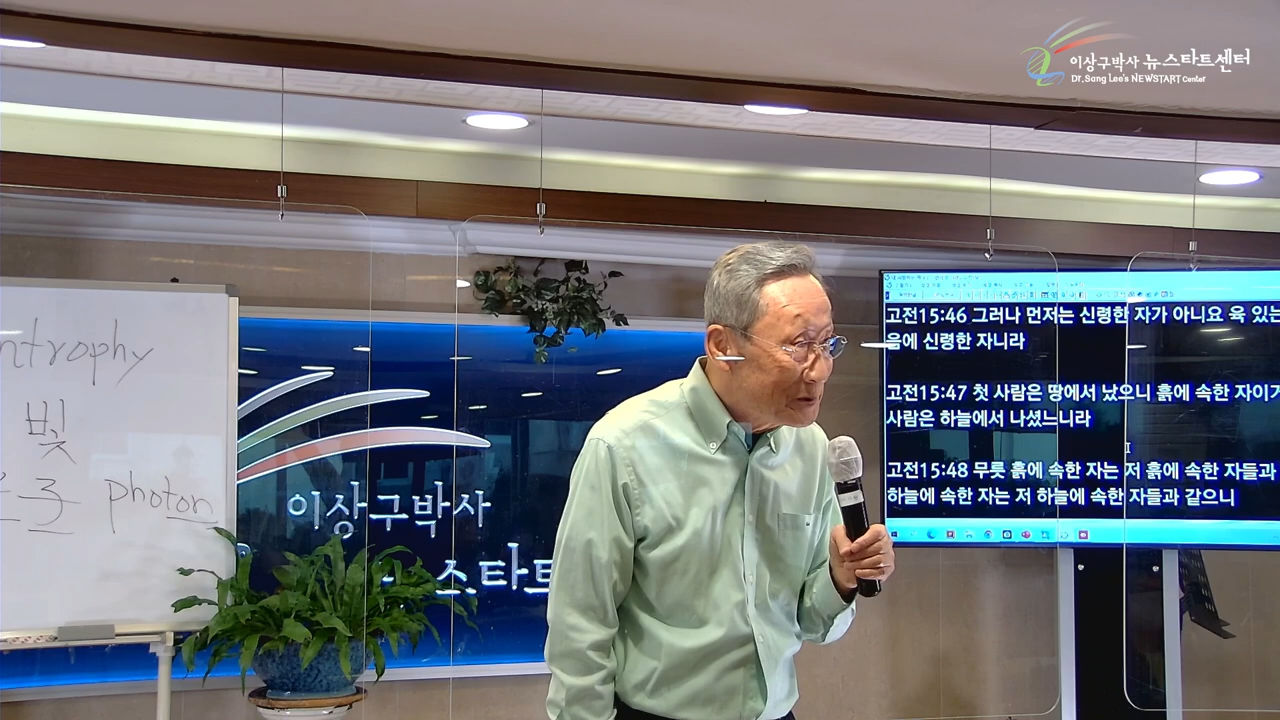 이상구박사 뉴스타트센터
Dr. Sang Lee's NEWSTART Center
ntrophy
빛
자 photon
이상구박사
스타트
고전15:46 그러나 먼저는 신령한 자가 아니요 육 있는
음에 신령한 자니라
고전15:47 첫 사람은 땅에서 났으니 흙에 속한 자이거
사람은 하늘에서 나셨느니라
고전15:48 무릇 흙에 속한 자는 저 흙에 속한 자들과
하늘에 속한 자는 저 하늘에 속한 자들과 같으니